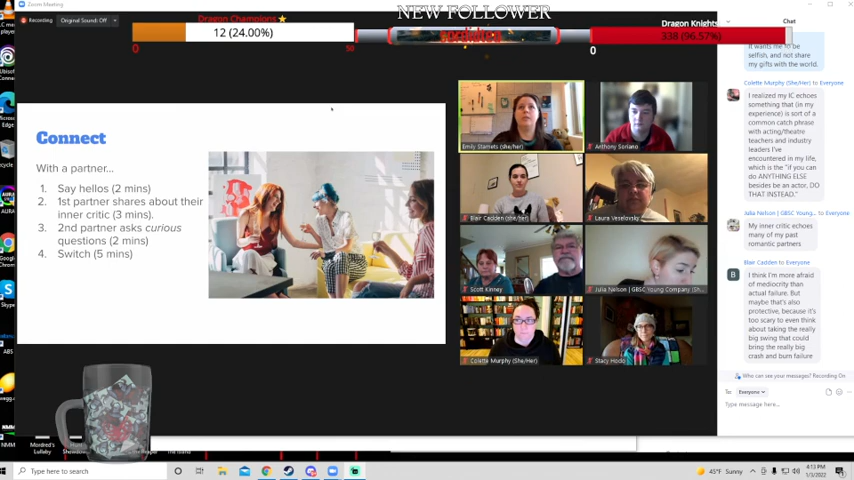 Zoom Meeting
Recording
Original Sound: Off
Dragon Champions
NEW FOLLOWER
Dragon Knights
12 (24.00%)
338 (96.57%)
0
50
0
Chat
It wants me to be
selfish, and not share
my gifts with the world.
Colette Murphy (She/Her) to Everyone
I realized my IC echoes
something that (in my
experience) is sort of a
common catch phrase
with acting/theatre
teachers and industry
leaders I've
encountered in my life,
which is the "if you
can do ANYTHING ELSE
besides be an actor, DO
THAT INSTEAD."
Julia Nelson | GBSC Young Co... to Everyone
My inner critic echoes
many of my past
romantic partners
Blair Cadden to Everyone
B
I think I'm more afraid
of mediocrity than
actual failure. But
maybe that's also
protective, because it's
too scary to even think
about taking the really
big swing that could
bring the really big
crash and burn failure
Who can see your messages? Recording On
To:
Everyone
Type message here...
Connect
With a partner...
1. Say hellos (2 mins)
2. 1st partner shares about their
inner critic (3 mins).
3. 2nd partner asks curious
questions (2 mins)
4. Switch (5 mins)
Emily Stamets (she/her)
Anthony Soriano
Blair Cadden (she/her)
Laura Veselovsky
Scott Kinney
Julia Nelson | GBSC Young Company (Sh...
Colette Murphy (She/Her)
Stacy Hodo
Mordred's
Lullaby
Type here to search
45°F Sunny
4:13 PM
1/3/2022